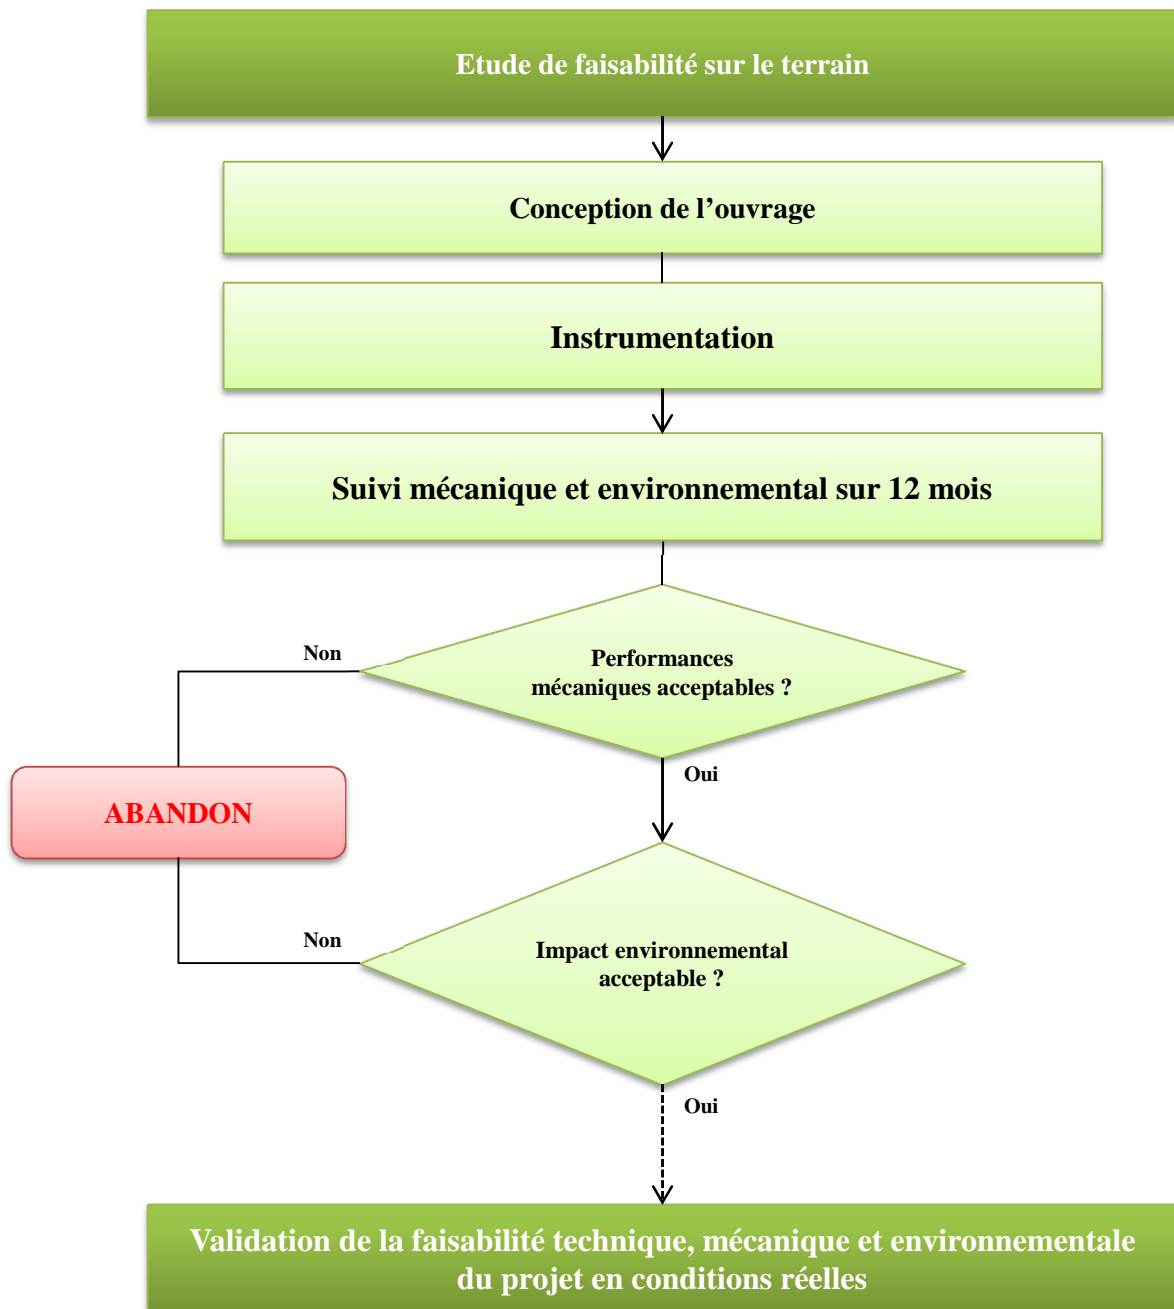 Etude de faisabilité sur le terrain
Conception de l’ouvrage
Instrumentation
Suivi mécanique et environnemental sur 12 mois
Non
Performances
mécaniques acceptables ?
Oui
ABANDON
Non
Impact environnemental
acceptable ?
Oui
Validation de la faisabilité technique, mécanique et environnementale
du projet en conditions réelles